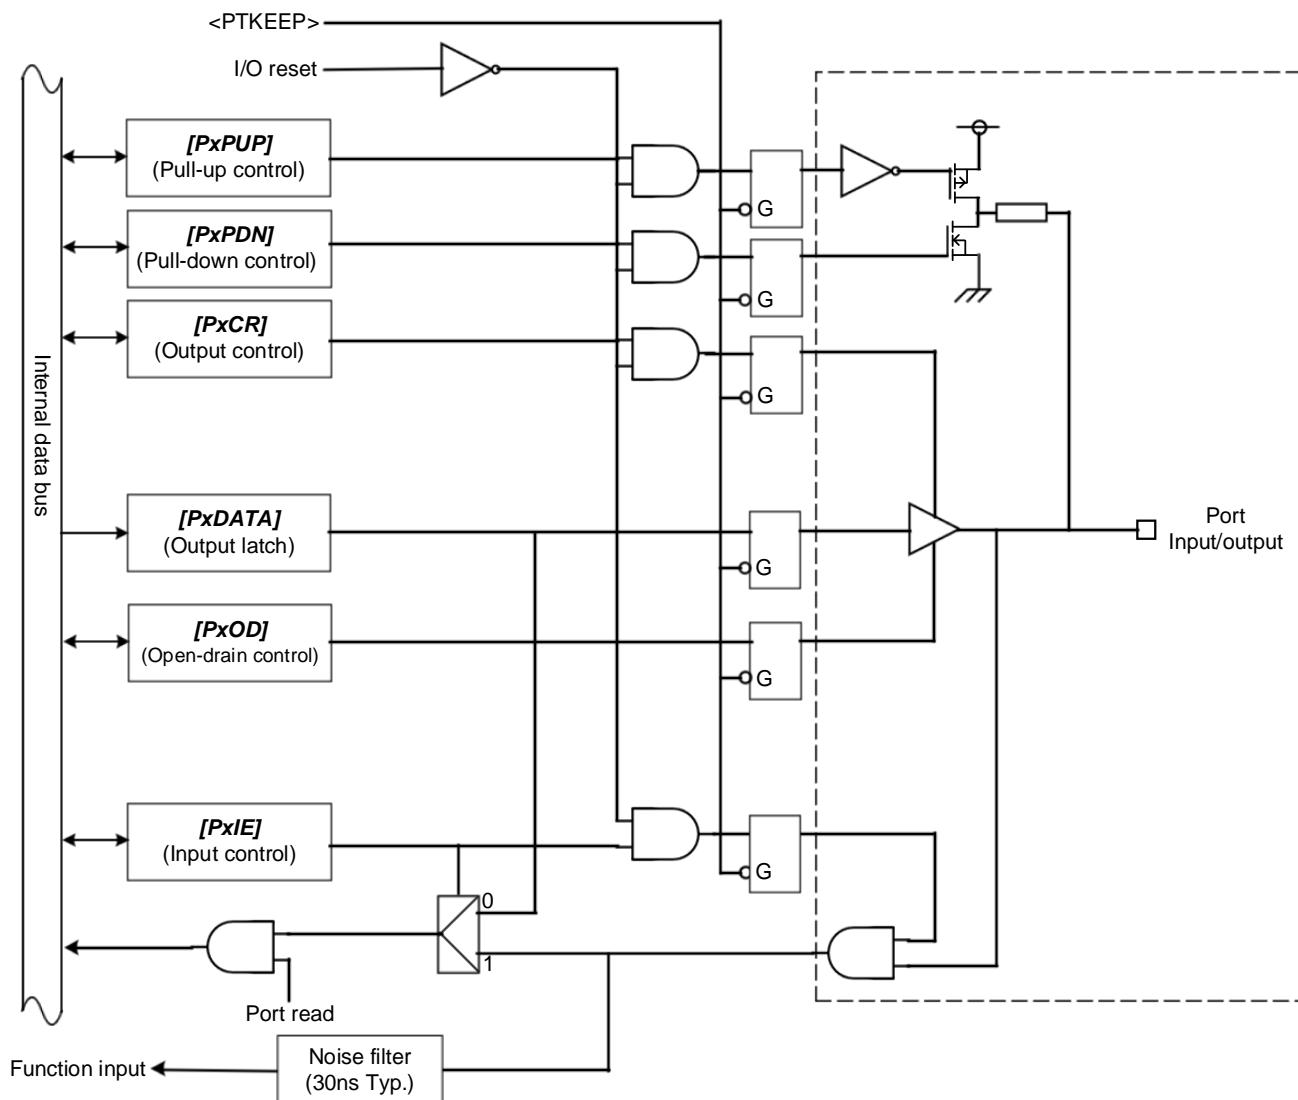 <PTKEEP>
I/O reset
[PxPUP]
(Pull-up control)
G
[PxPDN]
(Pull-down control)
G
[PxCR]
(Output control)
G
Internal data bus
[PxDATA]
(Output latch)
G
Port
Input/output
[PxOD]
(Open-drain control)
G
[PxIE]
(Input control)
G
0
1
Port read
Noise filter
(30ns Typ.)
Function input